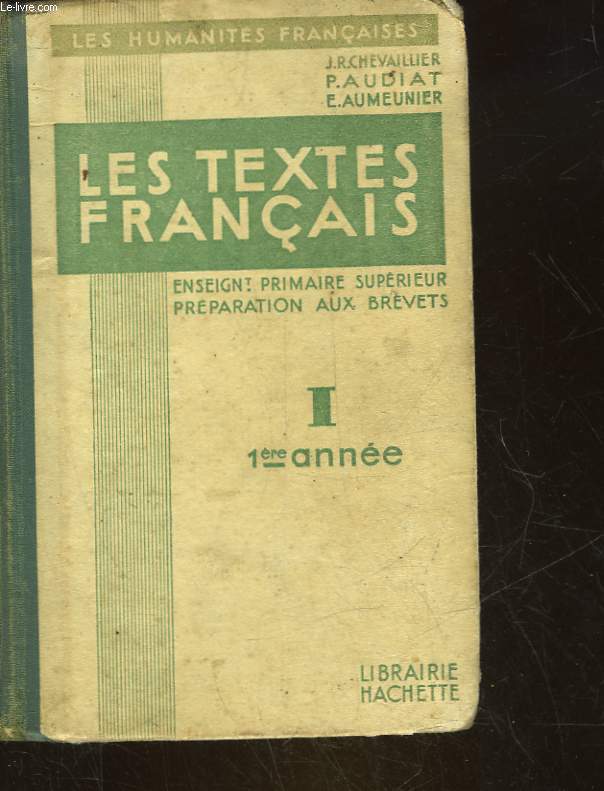 Le-livre.com
LES HUMANITÉS FRANÇAISES
J.R.CHEVAILLIER
P.AUDIAT
E.AUMEUNIER
LES TEXTES
FRANÇAIS
ENSEIGNT PRIMAIRE SUPÉRIEUR
PRÉPARATION AUX BREVETS
I
1ère année
LIBRAIRIE
HACHETTE